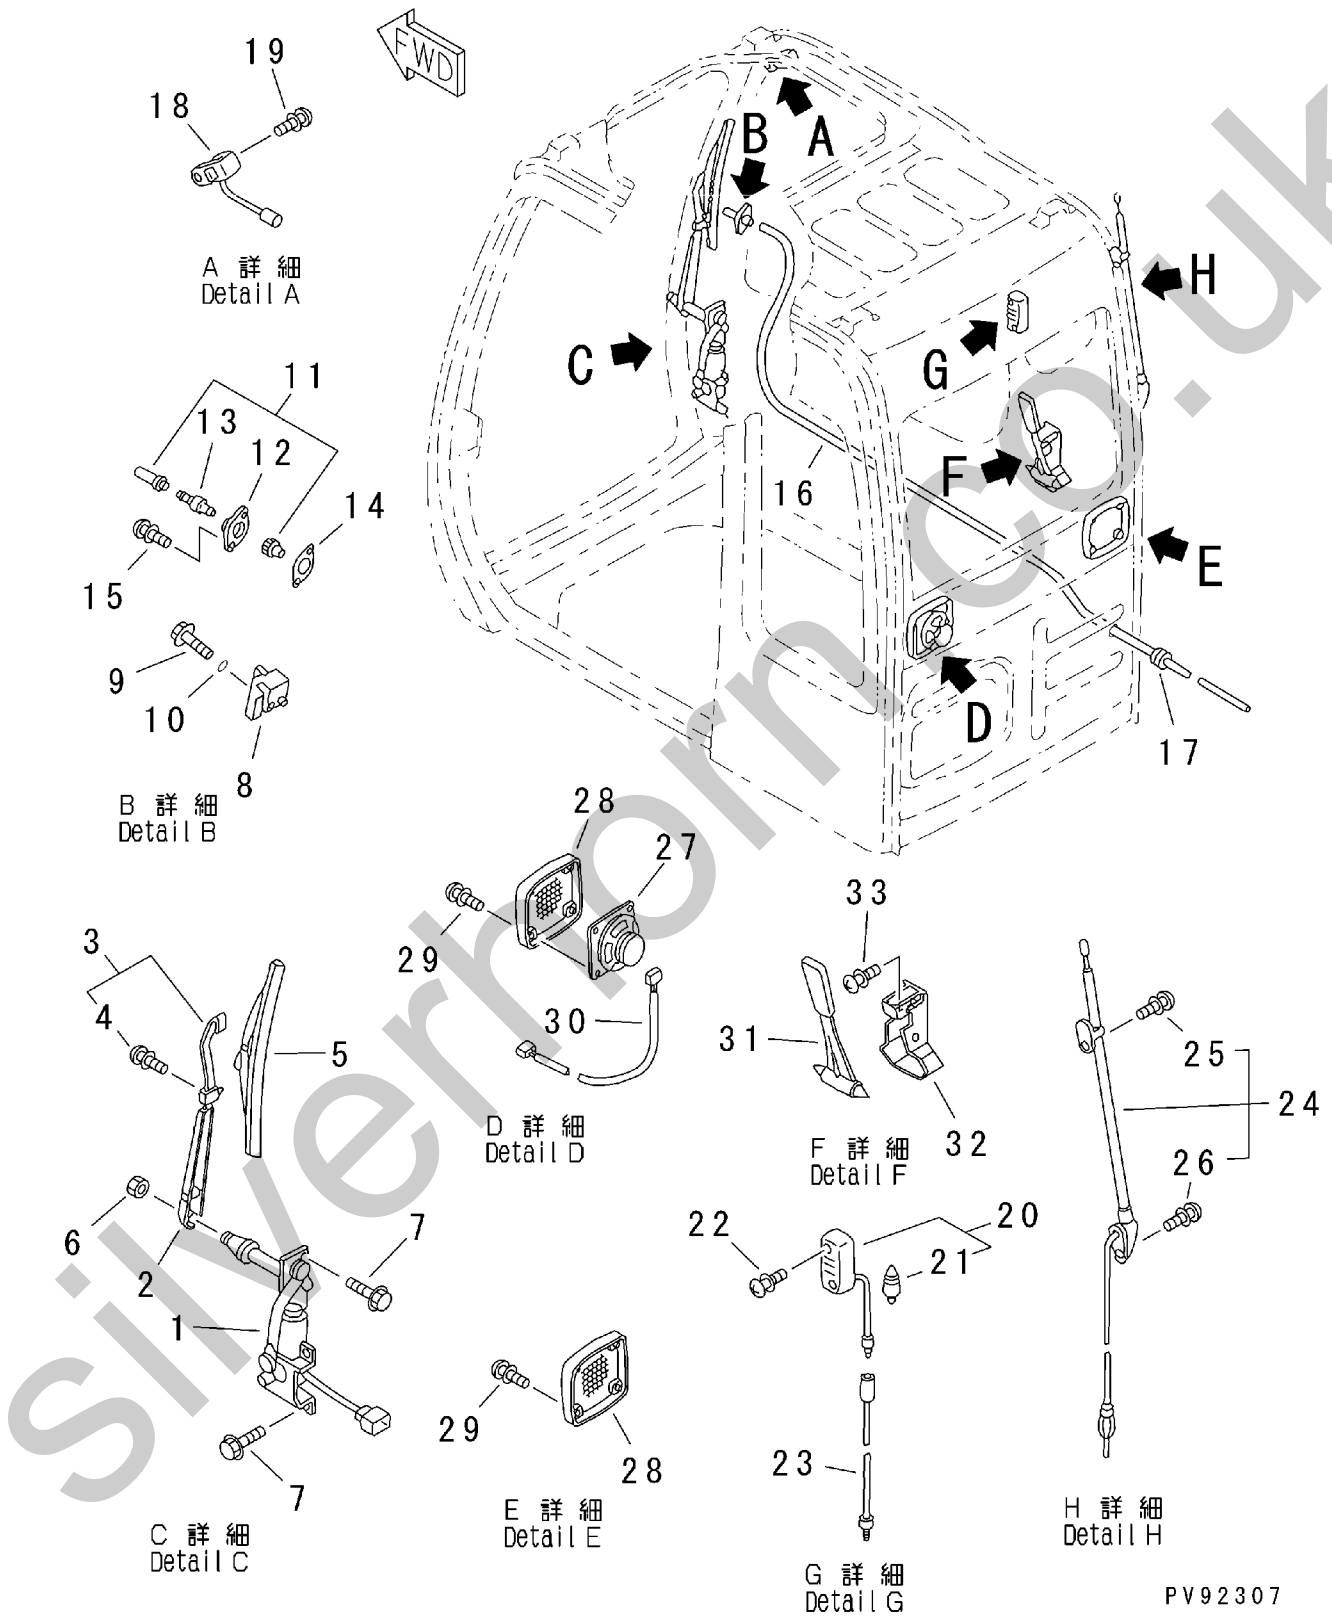 FWD
19
18
A 詳 細
Detail A
A
B
C
H
G
F
E
D
16
17
11
13
12
14
15
9
10
8
B 詳 細
Detail B
28
27
29
30
D 詳 細
Detail D
3
4
5
6
2
7
1
7
C 詳 細
Detail C
29
28
E 詳 細
Detail E
33
31
32
F 詳 細
Detail F
22
20
21
23
G 詳 細
Detail G
25
24
26
H 詳 細
Detail H
PV92307
silverhorn.co.uk